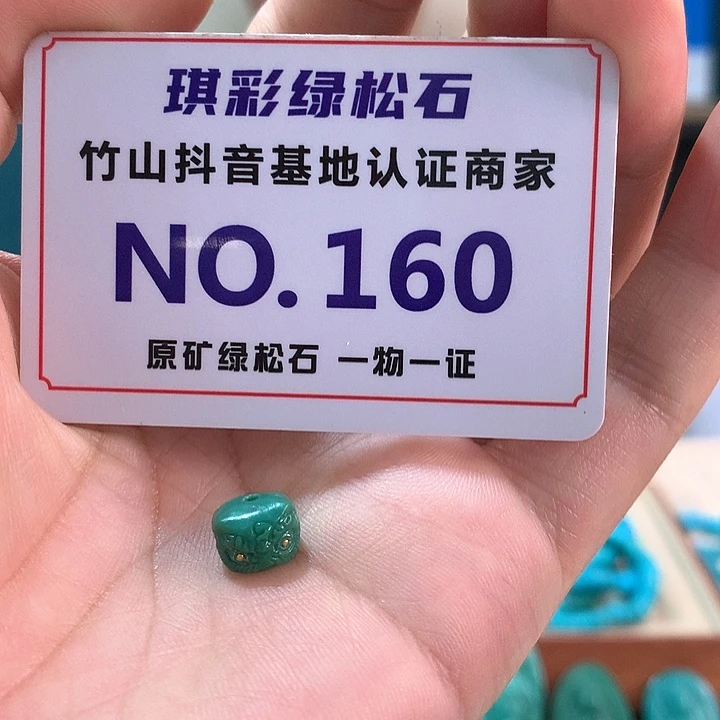 琪彩绿松石
竹山抖音基地认证商家
NO.160
原矿绿松石 一物一证